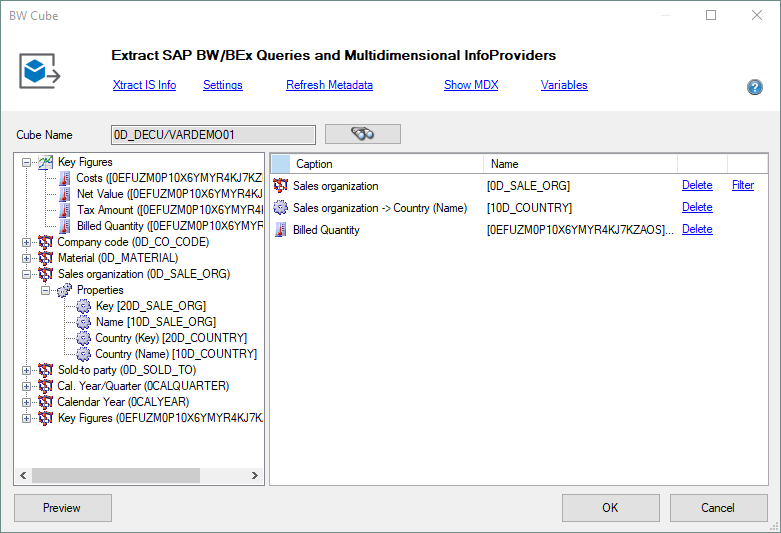 BW Cube
Extract SAP BW/BEx Queries and Multidimensional InfoProviders
Xtract IS Info Settings Refresh Metadata Show MDX Variables
Cube Name 0D_DECU/VARDEMO01
Key Figures
Costs ([0EFUZM0P10X6YMYR4KJ7KZ
Net Value ([0EFUZM0P10X6YMYR4KJ
Tax Amount ([0EFUZM0P10X6YMYR4K
Billed Quantity ([0EFUZM0P10X6YMYR
Company code (0D_CO_CODE)
Material (0D_MATERIAL)
Sales organization (0D_SALE_ORG)
Properties
Key [20D_SALE_ORG]
Name [10D_SALE_ORG]
Country (Key) [20D_COUNTRY]
Country (Name) [10D_COUNTRY]
Sold-to party (0D_SOLD_TO)
Cal. Year/Quarter (0CALQUARTER)
Calendar Year (0CALYEAR)
Key Figures (0EFUZM0P10X6YMYR4KJ7K
Caption Name
Sales organization [0D_SALE_ORG] Delete Filter
Sales organization -> Country (Name) [10D_COUNTRY] Delete
Billed Quantity [0EFUZM0P10X6YMYR4KJ7KZAOS]... Delete
Preview OK Cancel